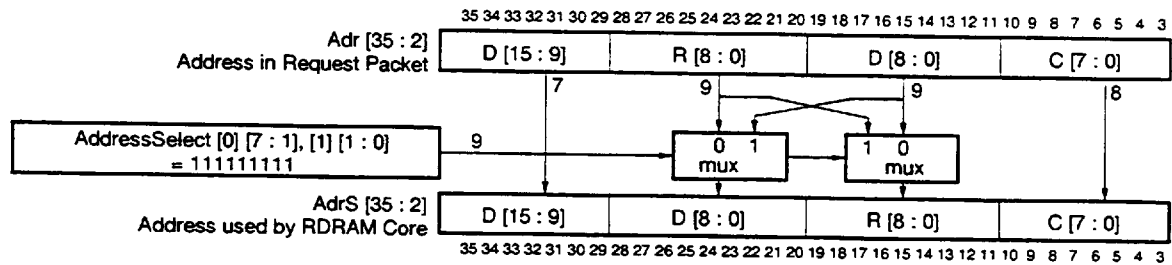 35 34 33 32 31 30 29 28 27 26 25 24 23 22 21 20 19 18 17 16 15 14 13 12 11 10 9 8 7 6 5 4 3
Adr [35 : 2]
Address in Request Packet
D [15 : 9] R [8 : 0] D [8 : 0] C [7 : 0]
7 9 9 8
AddressSelect [0] [7 : 1], [1] [1 : 0]
= 111111111
9
0 1 1 0
mux mux
AdrS [35 : 2]
Address used by RDRAM Core
D [15 : 9] D [8 : 0] R [8 : 0] C [7 : 0]
35 34 33 32 31 30 29 28 27 26 25 24 23 22 21 20 19 18 17 16 15 14 13 12 11 10 9 8 7 6 5 4 3